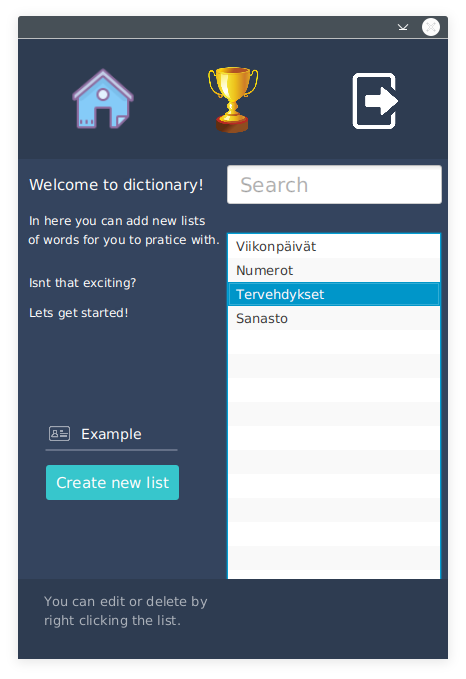 Welcome to dictionary!
Search
In here you can add new lists
of words for you to pratice with.
Isnt that exciting?
Lets get started!
Viikonpäivät
Numerot
Tervehdykset
Sanasto
Example
Create new list
You can edit or delete by
right clicking the list.